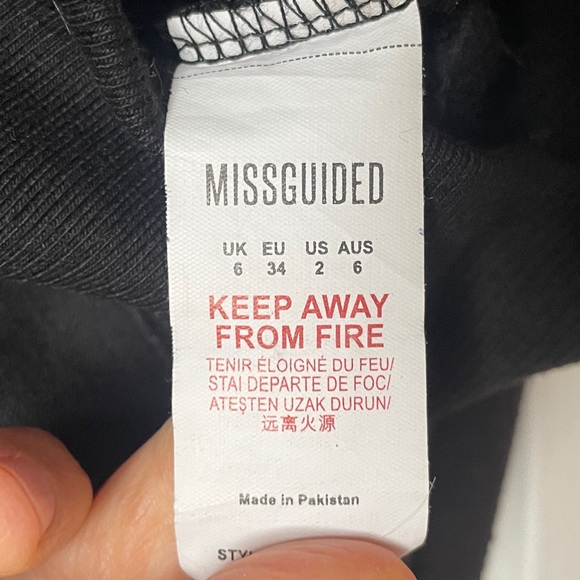 MISSGUIDED
UK EU US AUS
6 34 2 6
KEEP AWAY
FROM FIRE
TENIR ÉLOIGNÉ DU FEU/
STAI DEPARTE DE FOC/
ATEŞTEN UZAK DURUN/
远离火源
Made in Pakistan